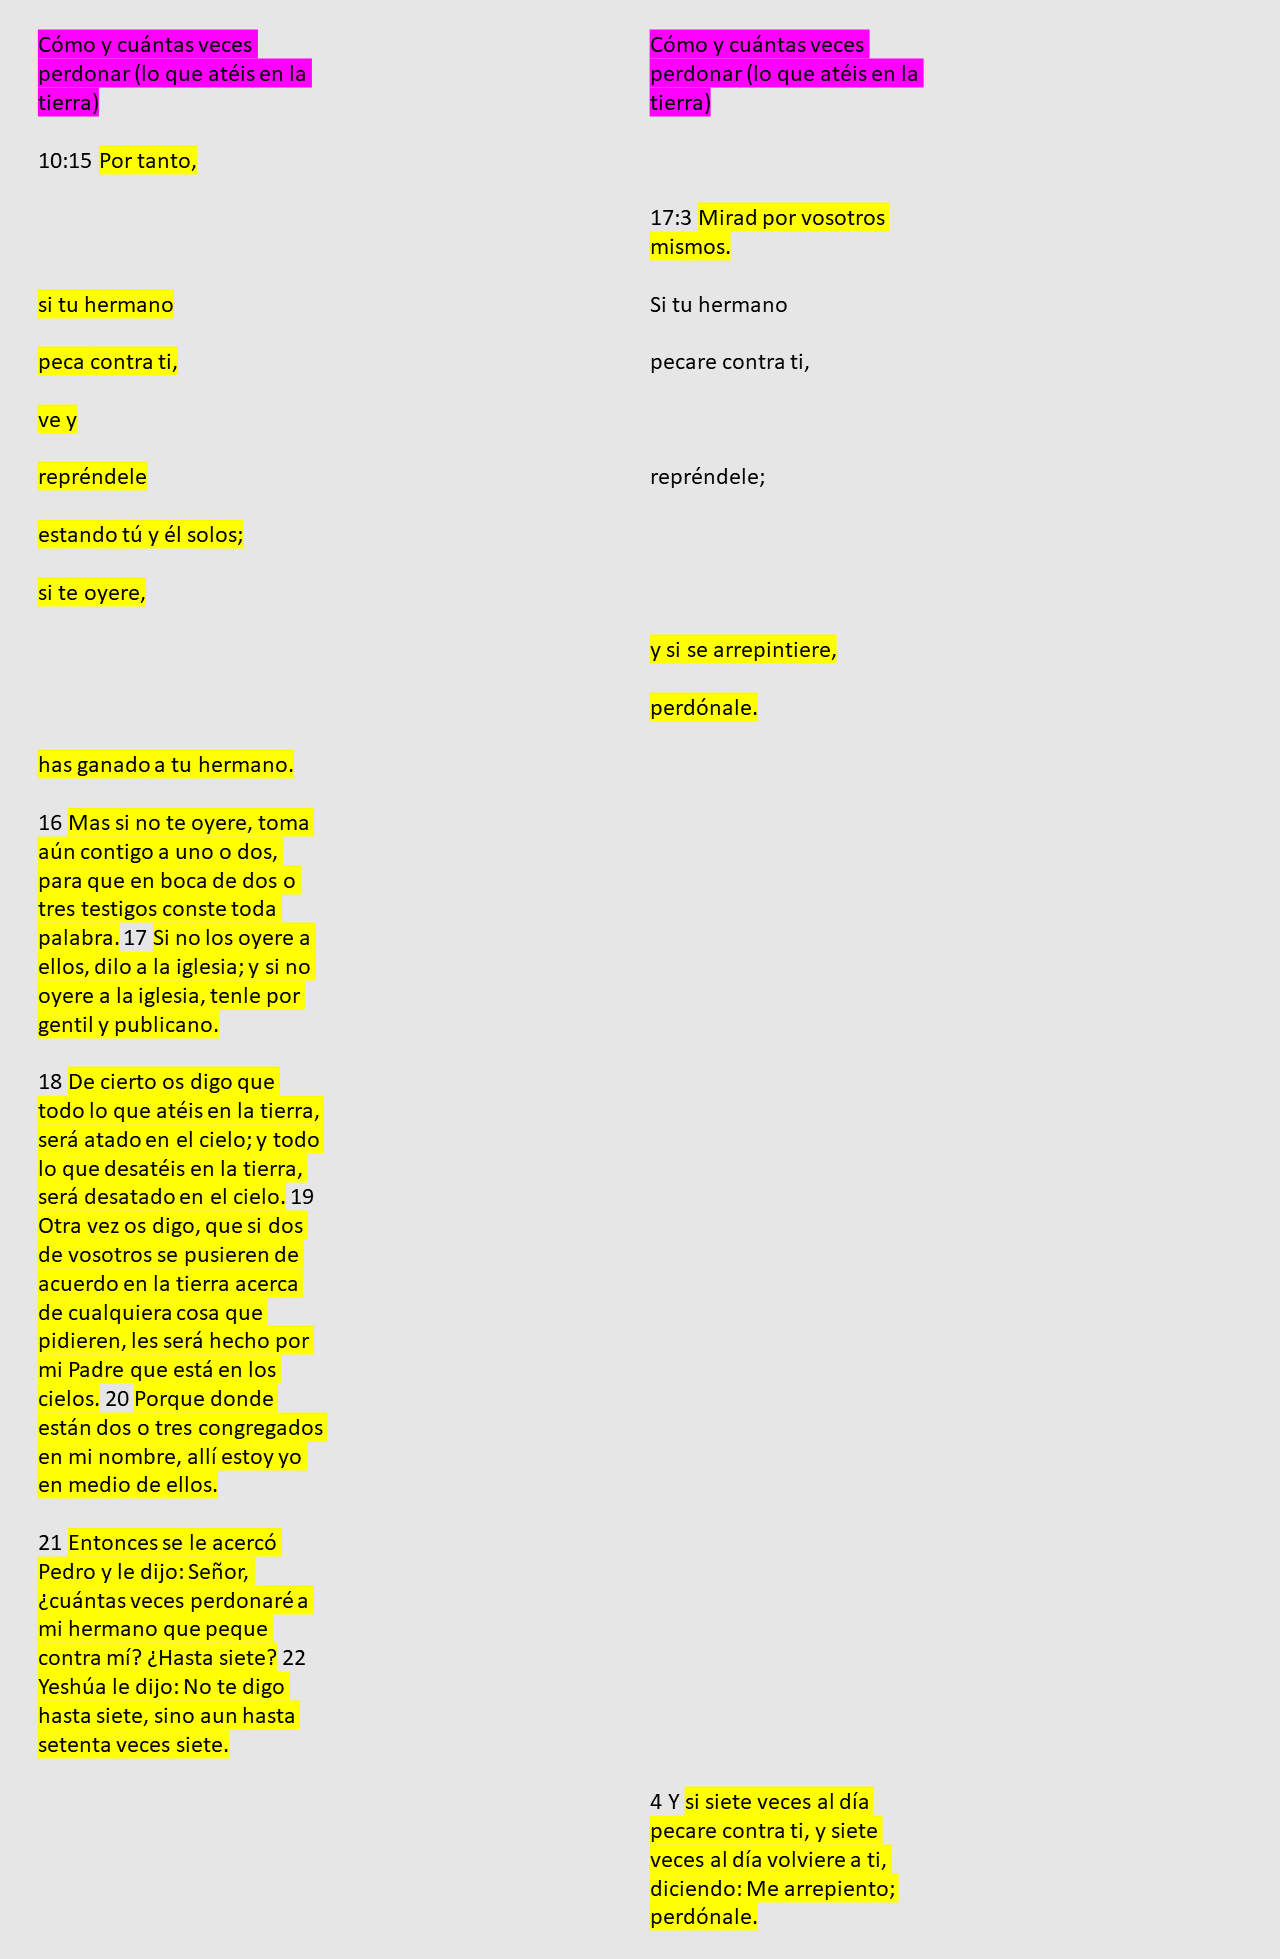 Cómo y cuántas veces
perdonar (lo que atéis en la
tierra)
10:15 Por tanto,
si tu hermano
peca contra ti,
ve y
repréndele
estando tú y él solos;
si te oyere,
has ganado a tu hermano.
16 Mas si no te oyere, toma
aún contigo a uno o dos,
para que en boca de dos o
tres testigos conste toda
palabra. 17 Si no los oyere a
ellos, dilo a la iglesia; y si no
oyere a la iglesia, tenle por
gentil y publicano.
18 De cierto os digo que
todo lo que atéis en la tierra,
será atado en el cielo; y todo
lo que desatéis en la tierra,
será desatado en el cielo. 19
Otra vez os digo, que si dos
de vosotros se pusieren de
acuerdo en la tierra acerca
de cualquiera cosa que
pidieren, les será hecho por
mi Padre que está en los
cielos. 20 Porque donde
están dos o tres congregados
en mi nombre, allí estoy yo
en medio de ellos.
21 Entonces se le acercó
Pedro y le dijo: Señor,
¿cuántas veces perdonaré a
mi hermano que peque
contra mí? ¿Hasta siete? 22
Yeshúa le dijo: No te digo
hasta siete, sino aun hasta
setenta veces siete.
Cómo y cuántas veces
perdonar (lo que atéis en la
tierra)
17:3 Mirad por vosotros
mismos.
Si tu hermano
pecare contra ti,
repréndele;
y si se arrepintiere,
perdónale.
4 Y si siete veces al día
pecare contra ti, y siete
veces al día volviere a ti,
diciendo: Me arrepiento;
perdónale.